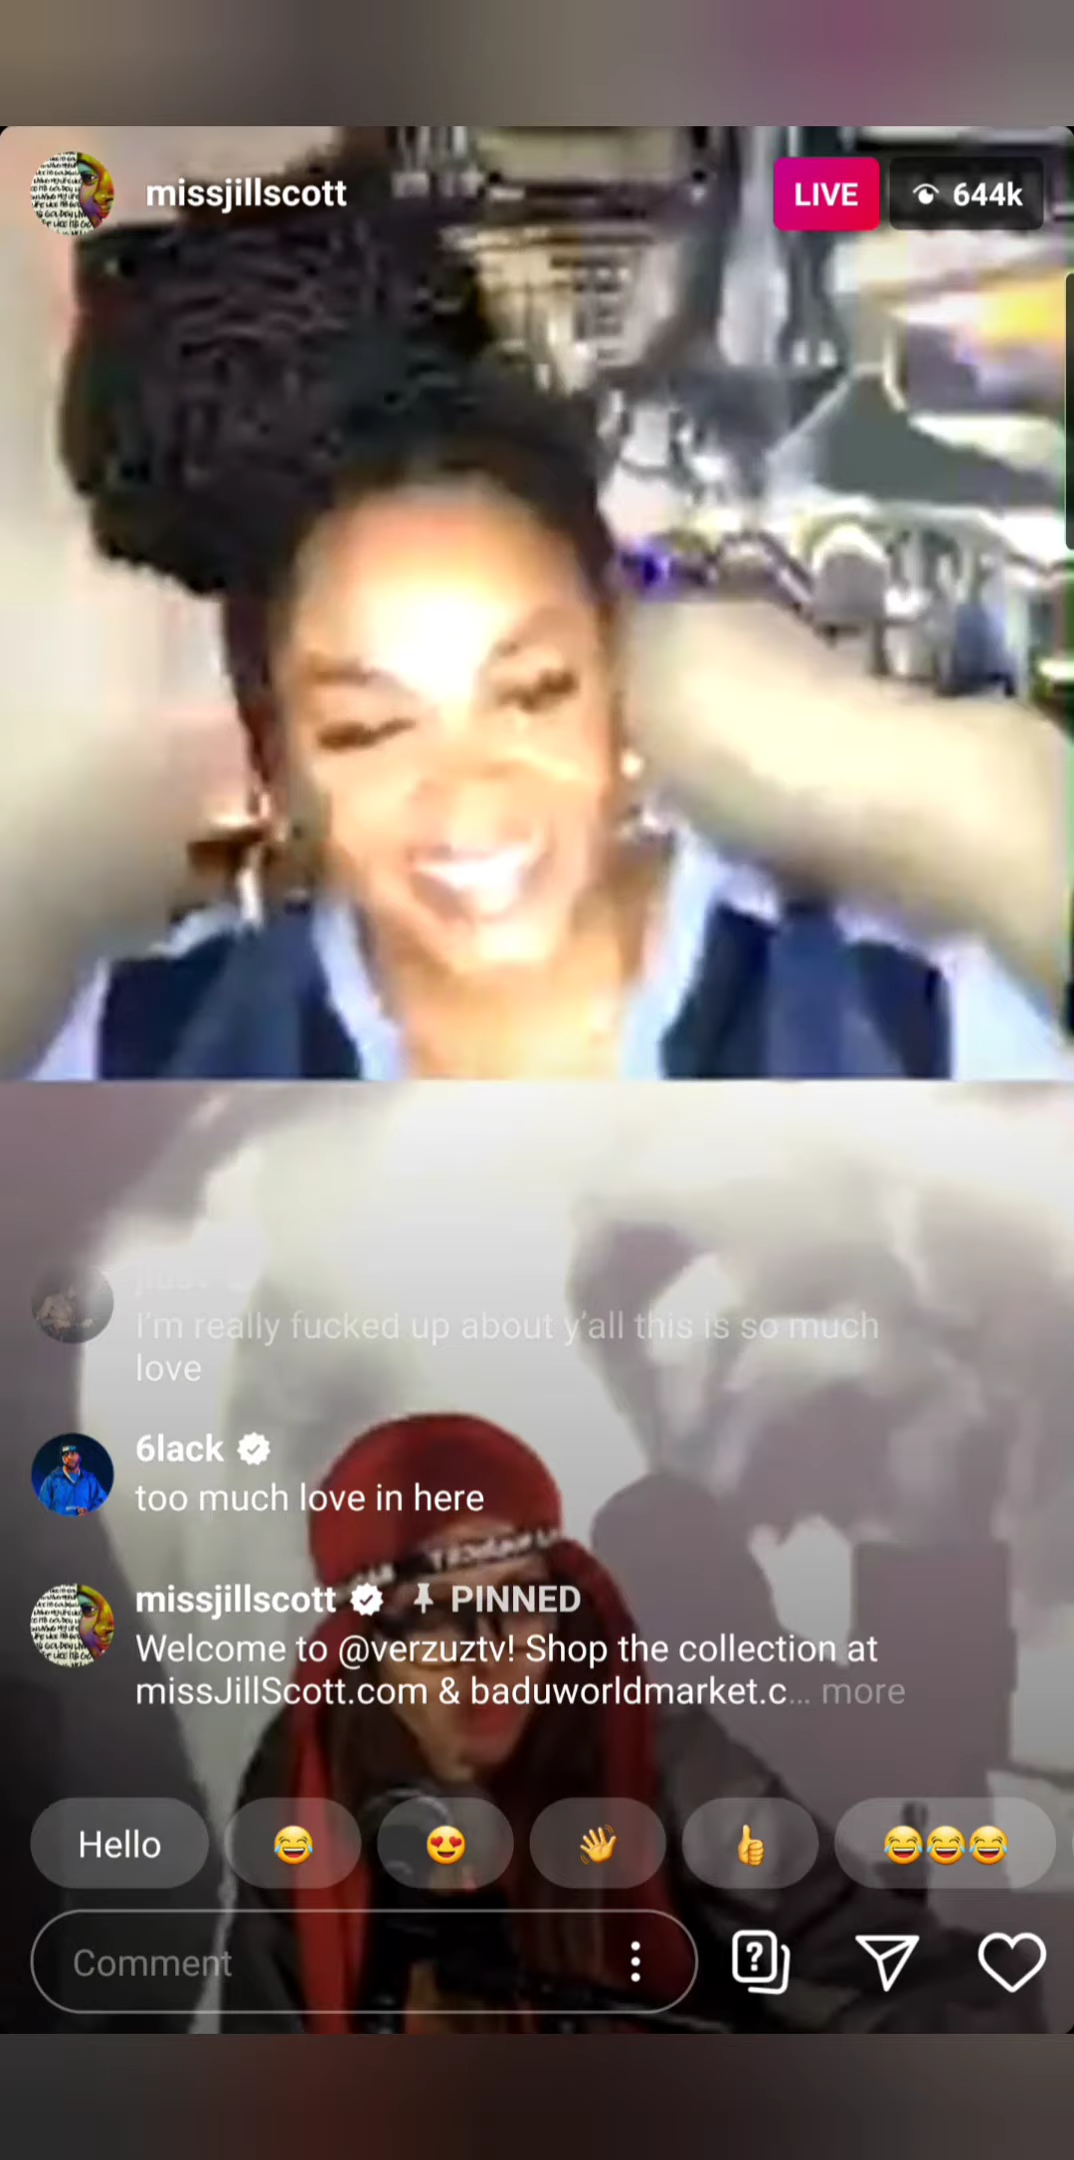 missjillscott
LIVE
644k
I'm really fucked up about y'all this is so much
love
6lack
too much love in here
missjillscott PINNED
Welcome to @verzuztv! Shop the collection at
missJillScott.com & baduworldmarket.c... more
Hello
Comment